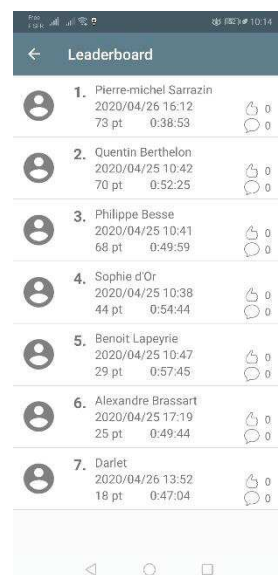 Free
FSFR 10:14
Leaderboard
1. Pierre-michel Sarrazin
2020/04/26 16:12
73 pt 0:38:53
0
0
2. Quentin Berthelon
2020/04/25 10:42
70 pt 0:52:25
0
0
3. Philippe Besse
2020/04/25 10:41
68 pt 0:49:59
0
0
4. Sophie d'Or
2020/04/25 10:38
44 pt 0:54:44
0
0
5. Benoit Lapeyrie
2020/04/25 10:47
29 pt 0:57:45
0
0
6. Alexandre Brassart
2020/04/25 17:19
25 pt 0:49:44
0
0
7. Darlet
2020/04/26 13:52
18 pt 0:47:04
0
0